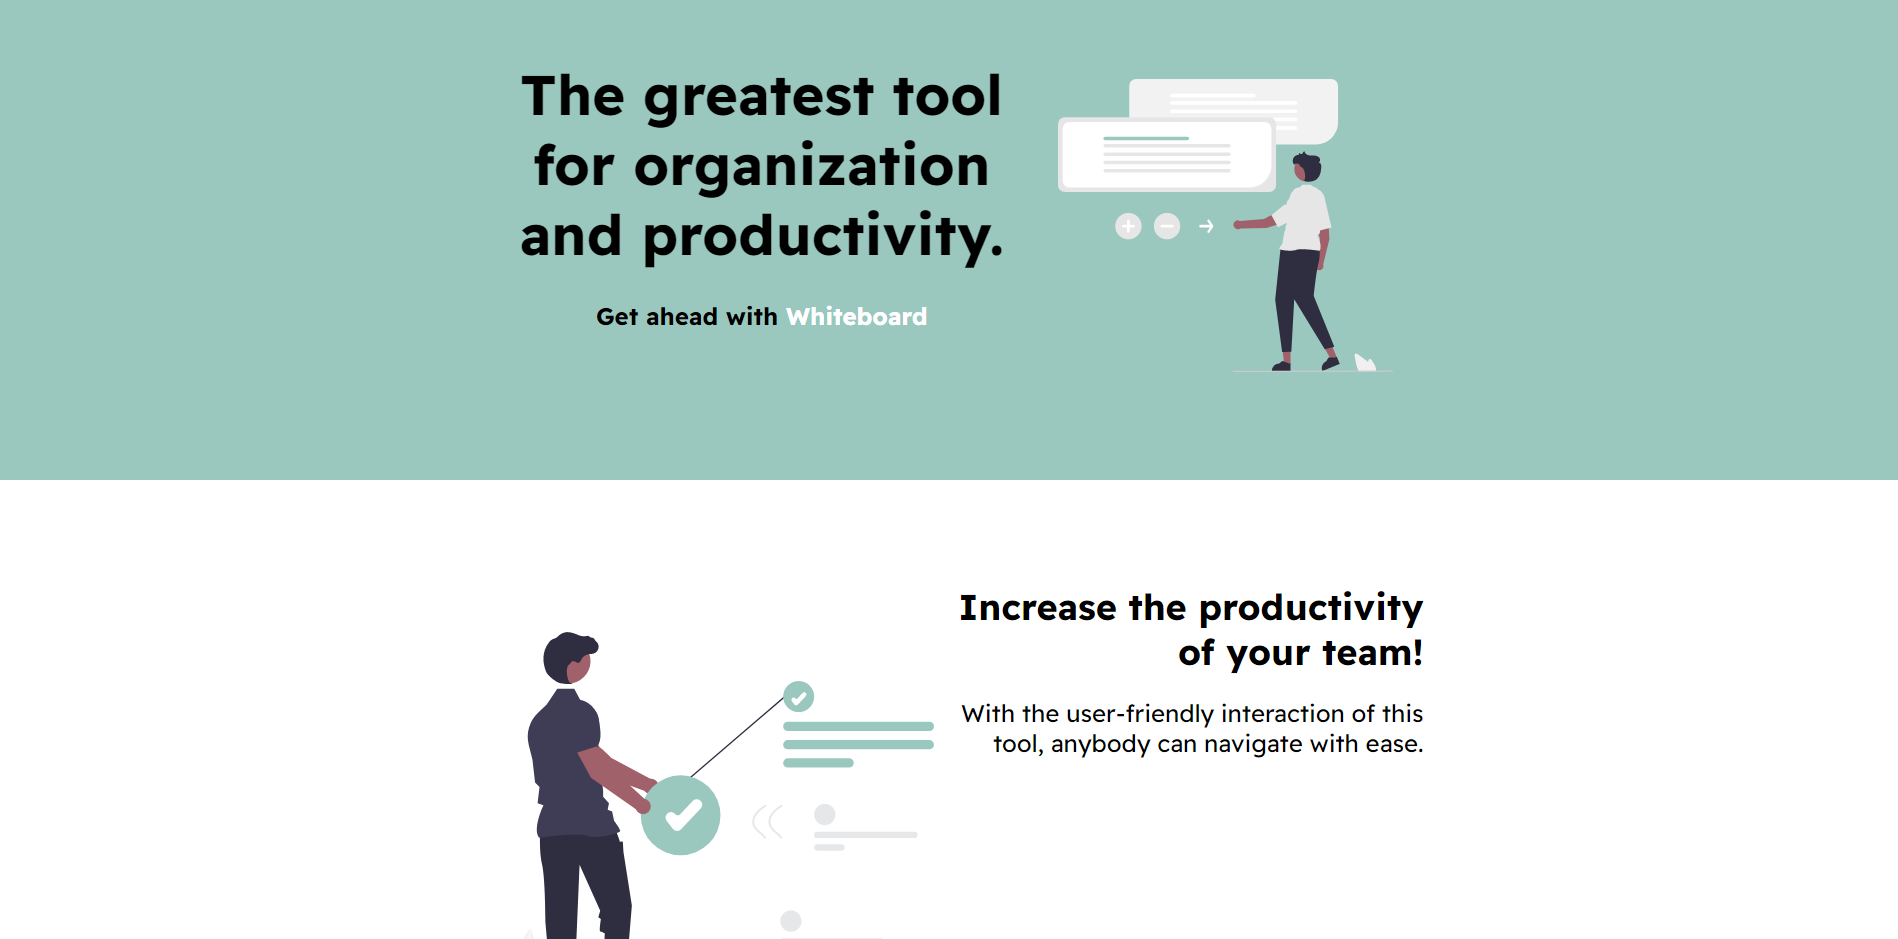 The greatest tool
for organization
and productivity.
Get ahead with Whiteboard
Increase the productivity
of your team!
With the user-friendly interaction of this
tool, anybody can navigate with ease.